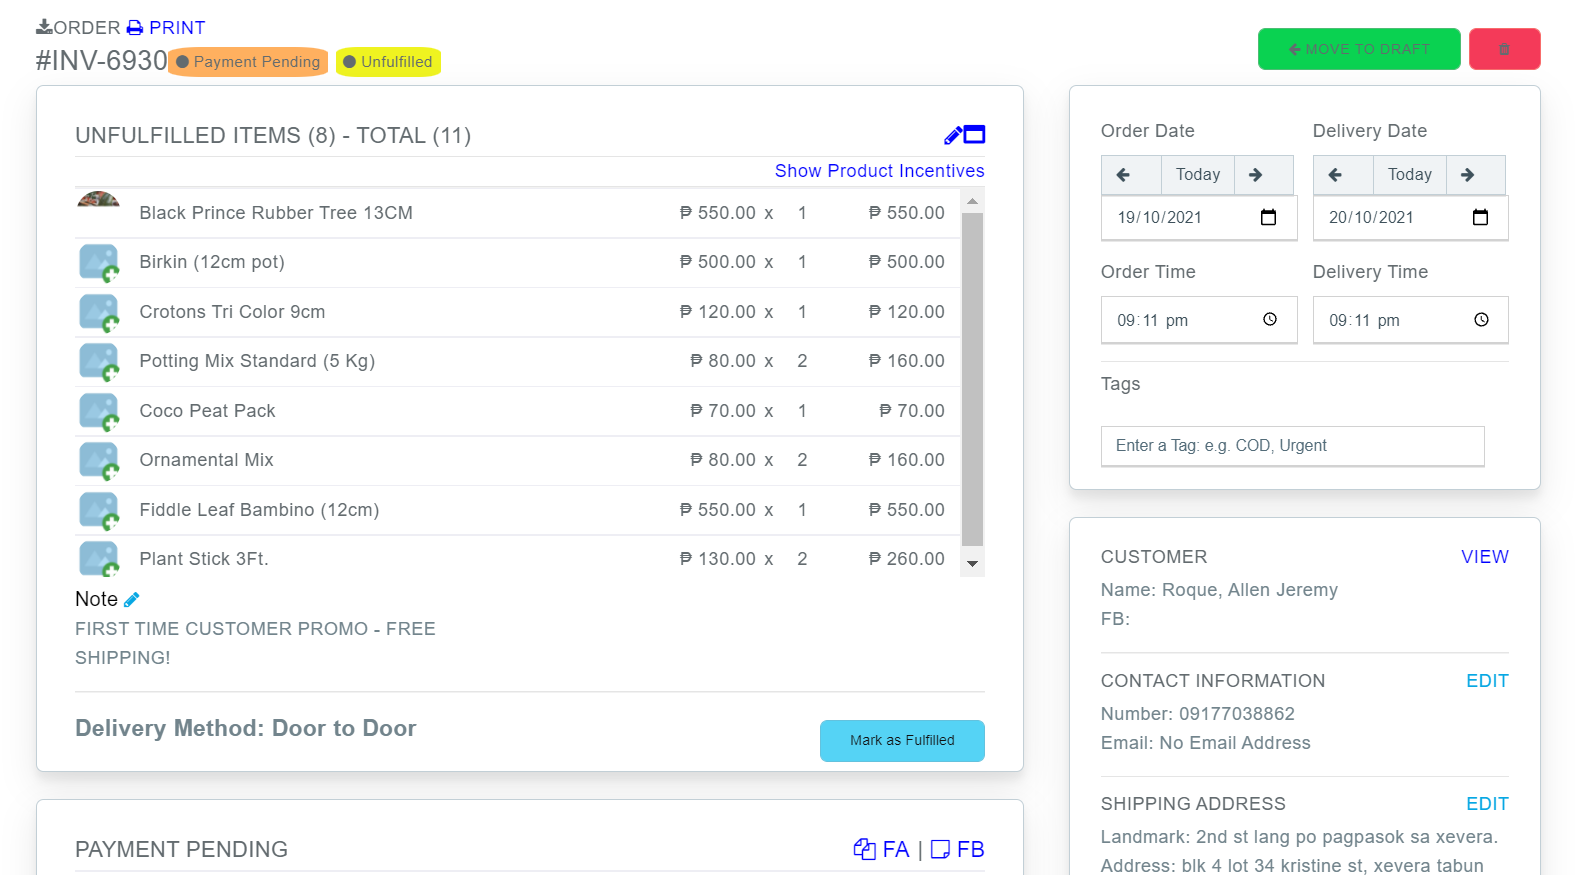 ORDER PRINT
#INV-6930 Payment Pending Unfulfilled
MOVE TO DRAFT
UNFULFILLED ITEMS (8) - TOTAL (11)
Show Product Incentives
Black Prince Rubber Tree 13CM ₱ 550.00 x 1 ₱ 550.00
Birkin (12cm pot) ₱ 500.00 x 1 ₱ 500.00
Crotons Tri Color 9cm ₱ 120.00 x 1 ₱ 120.00
Potting Mix Standard (5 Kg) ₱ 80.00 x 2 ₱ 160.00
Coco Peat Pack ₱ 70.00 x 1 ₱ 70.00
Ornamental Mix ₱ 80.00 x 2 ₱ 160.00
Fiddle Leaf Bambino (12cm) ₱ 550.00 x 1 ₱ 550.00
Plant Stick 3Ft. ₱ 130.00 x 2 ₱ 260.00
Note
FIRST TIME CUSTOMER PROMO - FREE
SHIPPING!
Delivery Method: Door to Door
Mark as Fulfilled
PAYMENT PENDING
FA | FB
Order Date Delivery Date
Today Today
19/10/2021 20/10/2021
Order Time Delivery Time
09:11 pm 09:11 pm
Tags
Enter a Tag: e.g. COD, Urgent
CUSTOMER VIEW
Name: Roque, Allen Jeremy
FB:
CONTACT INFORMATION EDIT
Number: 09177038862
Email: No Email Address
SHIPPING ADDRESS EDIT
Landmark: 2nd st lang po pagpasok sa xevera.
Address: blk 4 lot 34 kristine st, xevera tabun